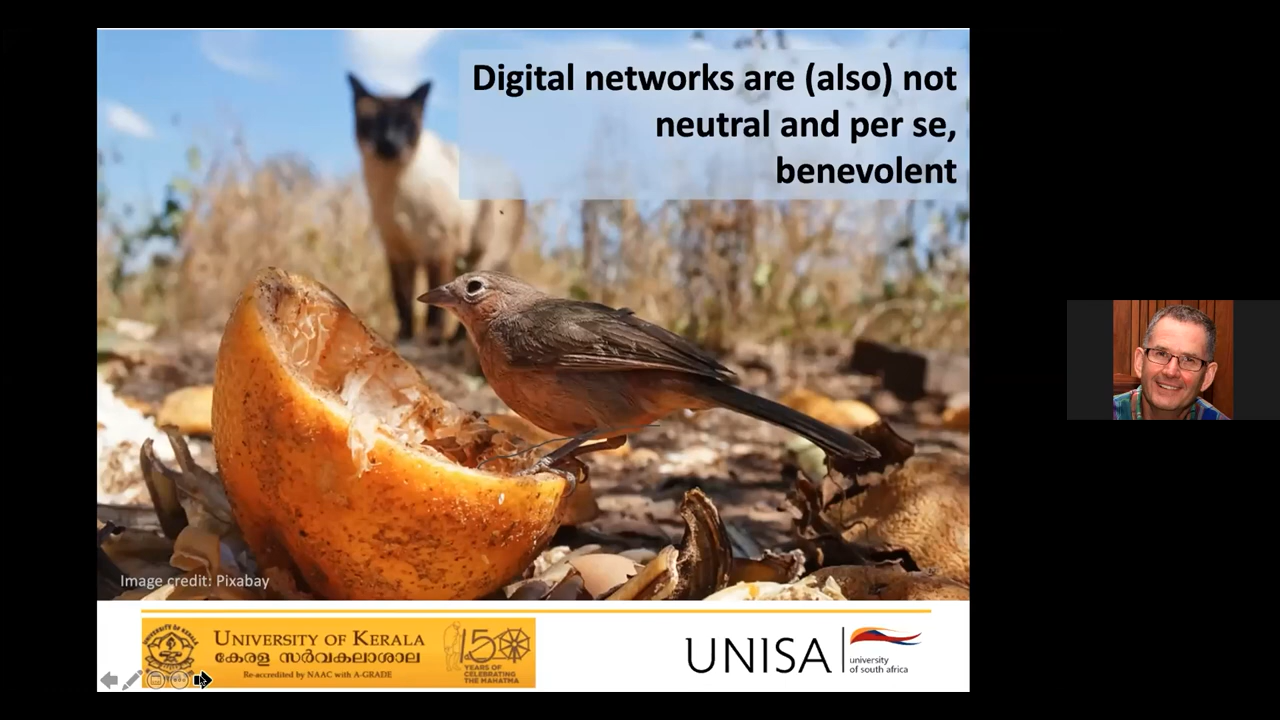 Digital networks are (also) not
neutral and per se,
benevolent
Image credit: Pixabay
UNIVERSITY OF KERALA
കേരള സർവകലാശാല
Re-accredited by NAAC with A-GRADE
150
YEARS OF
CELEBRATING
THE MAHATMA
UNISA
university
of south africa